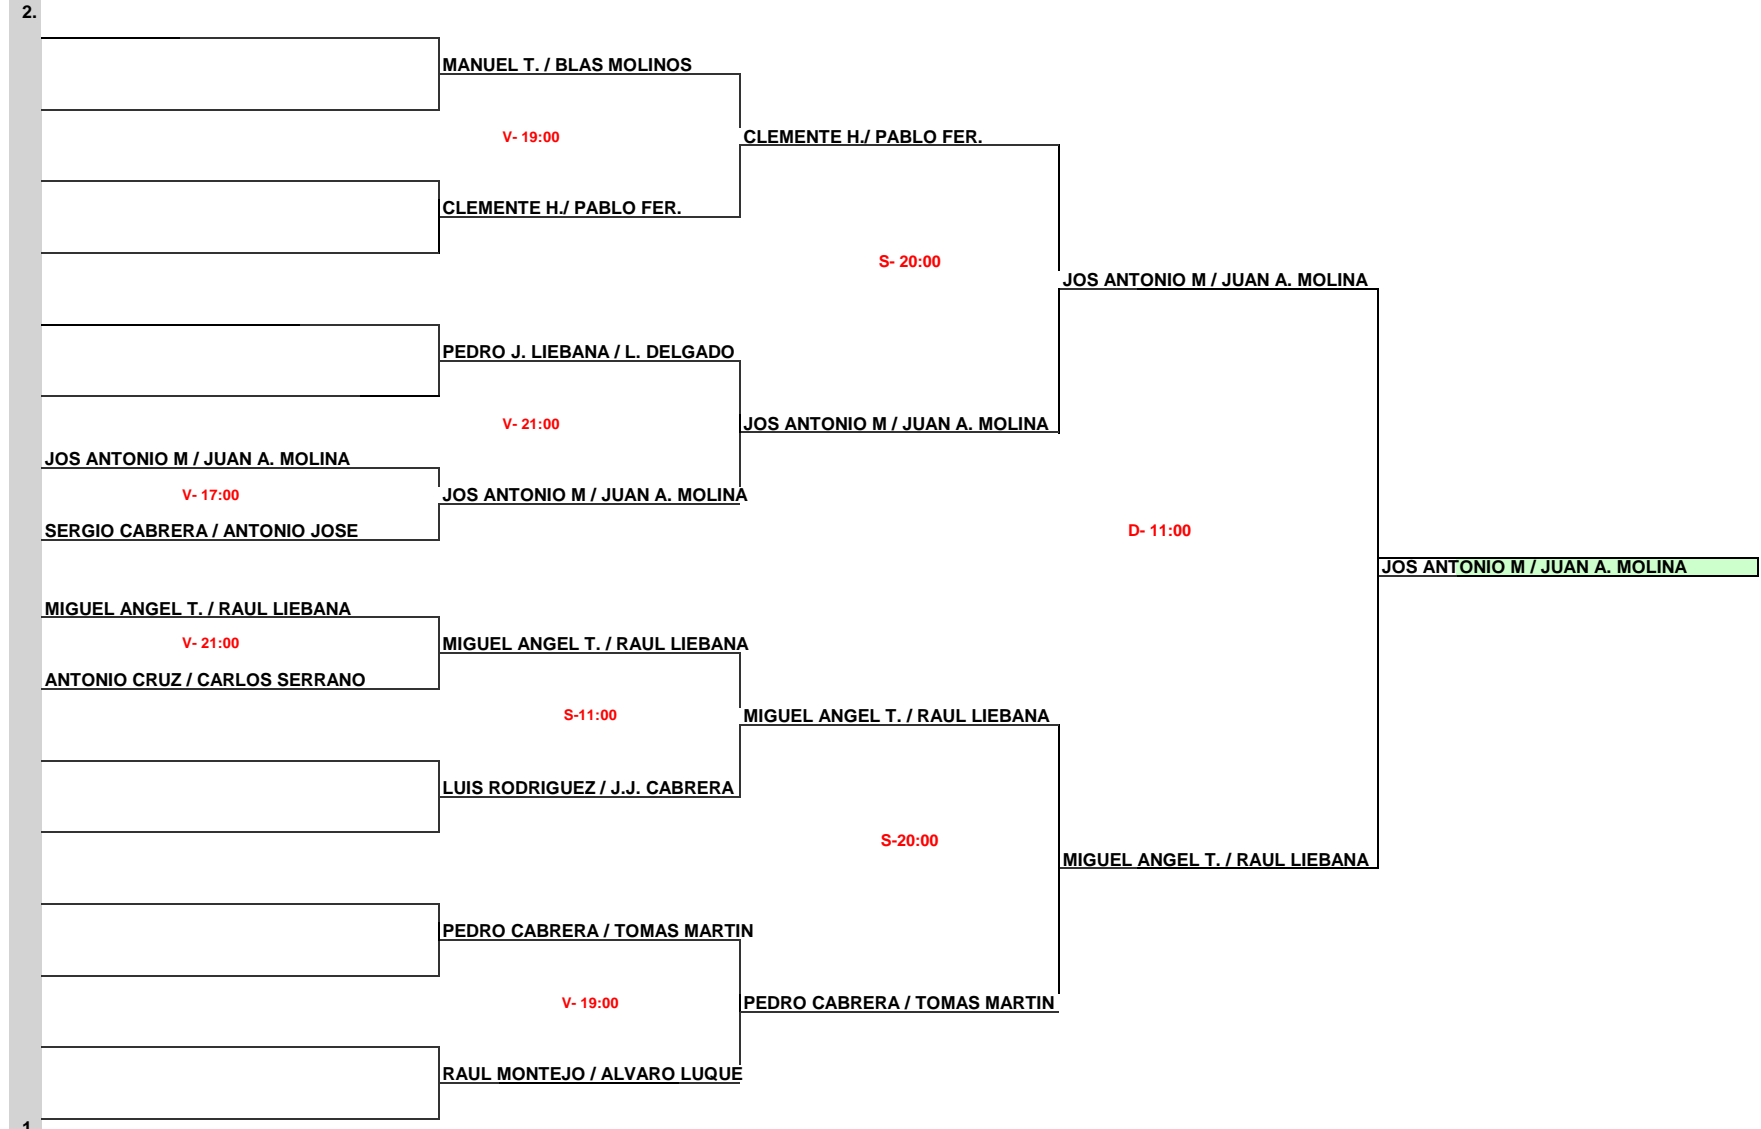 2.
MANUEL T. / BLAS MOLINOS
V- 19:00
CLEMENTE H./ PABLO FER.
CLEMENTE H./ PABLO FER.
S- 20:00
JOS ANTONIO M / JUAN A. MOLINA
PEDRO J. LIEBANA / L. DELGADO
V- 21:00
JOS ANTONIO M / JUAN A. MOLINA
JOS ANTONIO M / JUAN A. MOLINA
V- 17:00
JOS ANTONIO M / JUAN A. MOLINA
SERGIO CABRERA / ANTONIO JOSE
D- 11:00
JOS ANTONIO M / JUAN A. MOLINA
MIGUEL ANGEL T. / RAUL LIEBANA
V- 21:00
MIGUEL ANGEL T. / RAUL LIEBANA
ANTONIO CRUZ / CARLOS SERRANO
S-11:00
MIGUEL ANGEL T. / RAUL LIEBANA
LUIS RODRIGUEZ / J.J. CABRERA
S-20:00
MIGUEL ANGEL T. / RAUL LIEBANA
PEDRO CABRERA / TOMAS MARTIN
V- 19:00
PEDRO CABRERA / TOMAS MARTIN
RAUL MONTEJO / ALVARO LUQUE
1